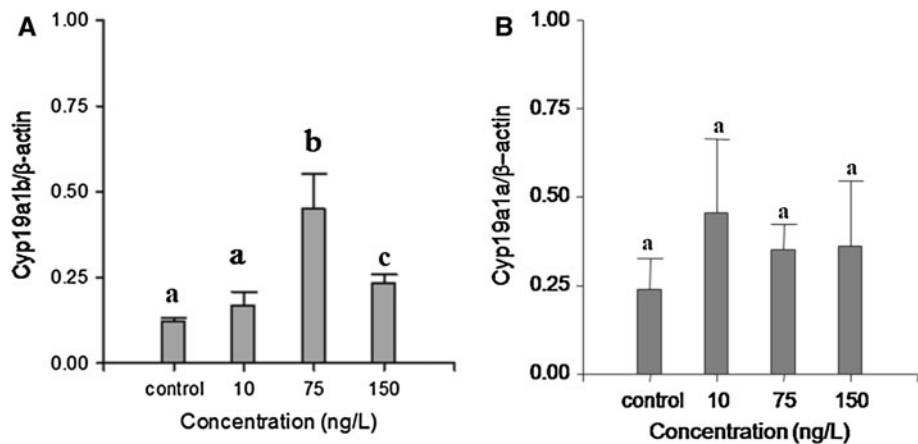 A
Cyp19a1b/β-actin
1.00
0.75
0.50
0.25
0.00
a
a
b
c
control 10 75 150
Concentration (ng/L)
B
Cyp19a1a/β–actin
1.00
0.75
0.50
0.25
0.00
a
a
a
a
control 10 75 150
Concentration (ng/L)